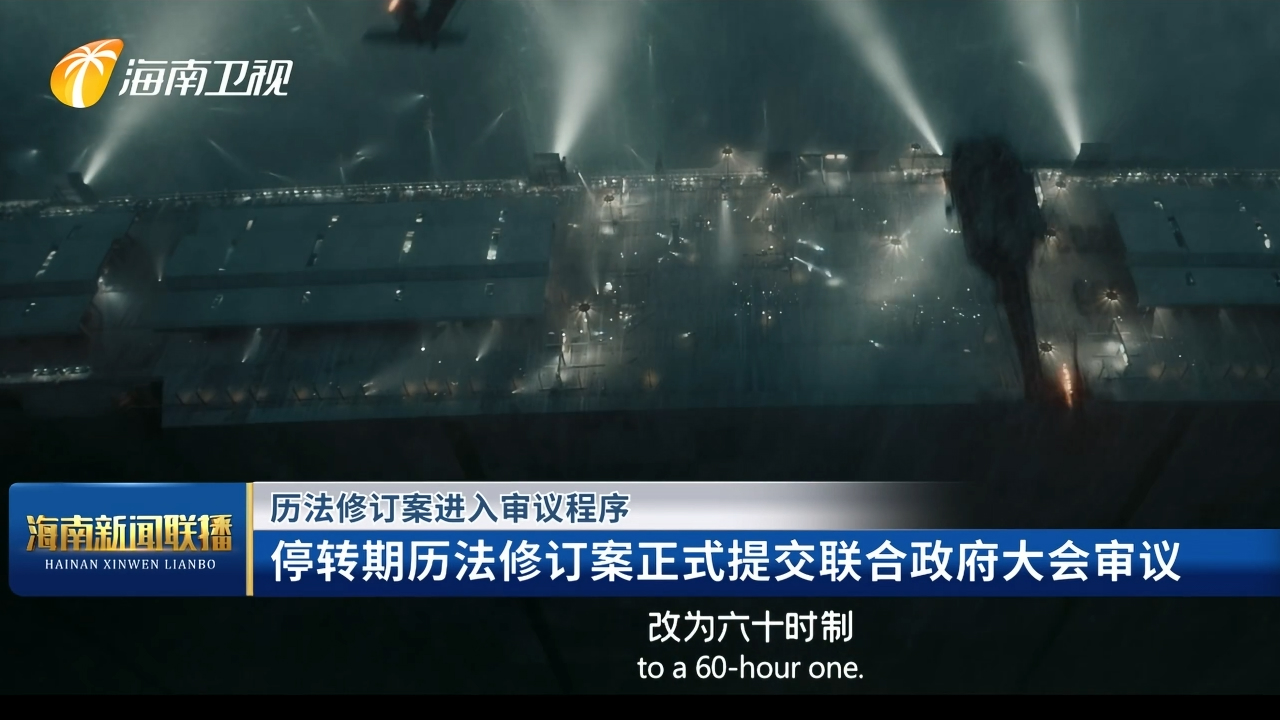 海南卫视
历法修订案进入审议程序
海南新闻联播
HAINAN XINWEN LIANBO
停转期历法修订案正式提交联合政府大会审议
改为六十时制
to a 60-hour one.